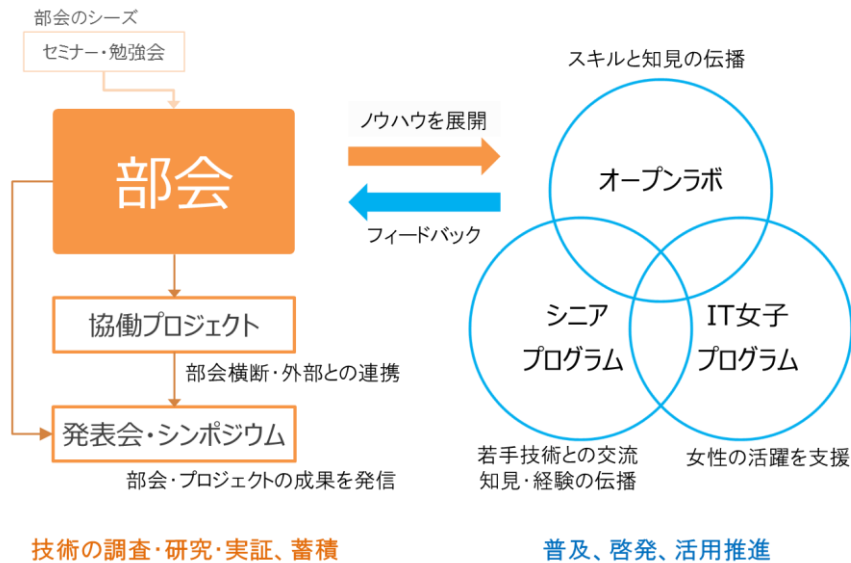 部会のシーズ
セミナー・勉強会
部会
協働プロジェクト
部会横断・外部との連携
発表会・シンポジウム
部会・プロジェクトの成果を発信
技術の調査・研究・実証、蓄積
ノウハウを展開
フィードバック
スキルと知見の伝播
オープンラボ
シニア
プログラム
IT女子
プログラム
若手技術との交流
知見・経験の伝播
女性の活躍を支援
普及、啓発、活用推進